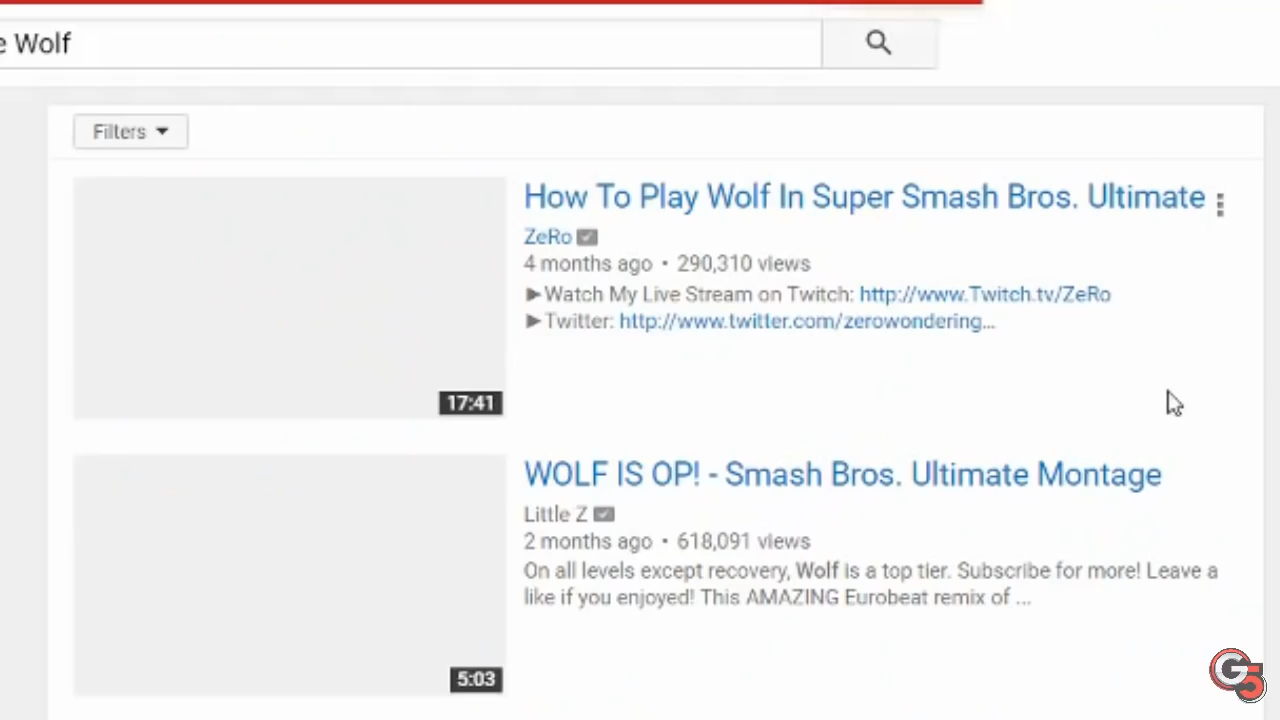 e Wolf
Filters
How To Play Wolf In Super Smash Bros. Ultimate
ZeRo
4 months ago • 290,310 views
►Watch My Live Stream on Twitch: http://www.Twitch.tv/ZeRo
►Twitter: http://www.twitter.com/zerowondering...
17:41
WOLF IS OP! - Smash Bros. Ultimate Montage
Little Z
2 months ago • 618,091 views
On all levels except recovery, Wolf is a top tier. Subscribe for more! Leave a
like if you enjoyed! This AMAZING Eurobeat remix of ...
5:03
G5